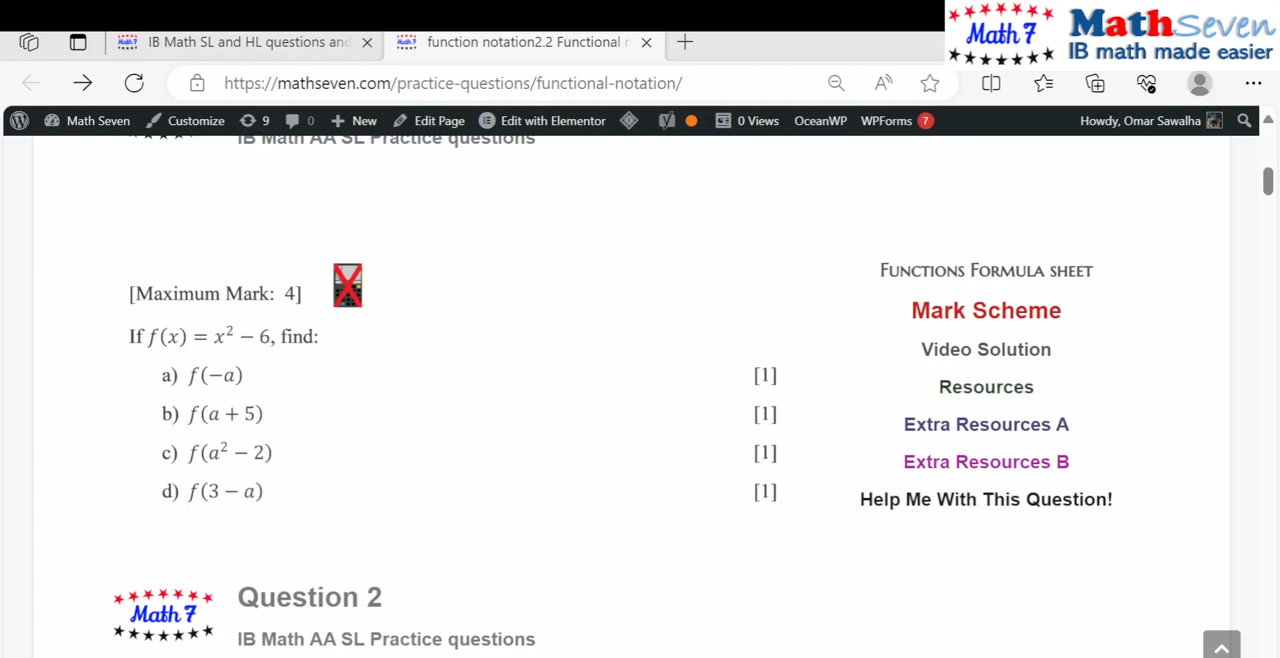 Math 7
MathSeven
IB math made easier
IB Math SL and HL questions and
function notation2.2 Functional
https://mathseven.com/practice-questions/functional-notation/
Math Seven Customize 9 0 New Edit Page Edit with Elementor 0 Views OceanWP WPForms 7 Howdy, Omar Sawalha
IB Math AA SL Practice questions
[Maximum Mark: 4]
If f(x) = x² − 6, find:
a) f(−a) [1]
b) f(a + 5) [1]
c) f(a² − 2) [1]
d) f(3 − a) [1]
Functions Formula sheet
Mark Scheme
Video Solution
Resources
Extra Resources A
Extra Resources B
Help Me With This Question!
Math 7
Question 2
IB Math AA SL Practice questions